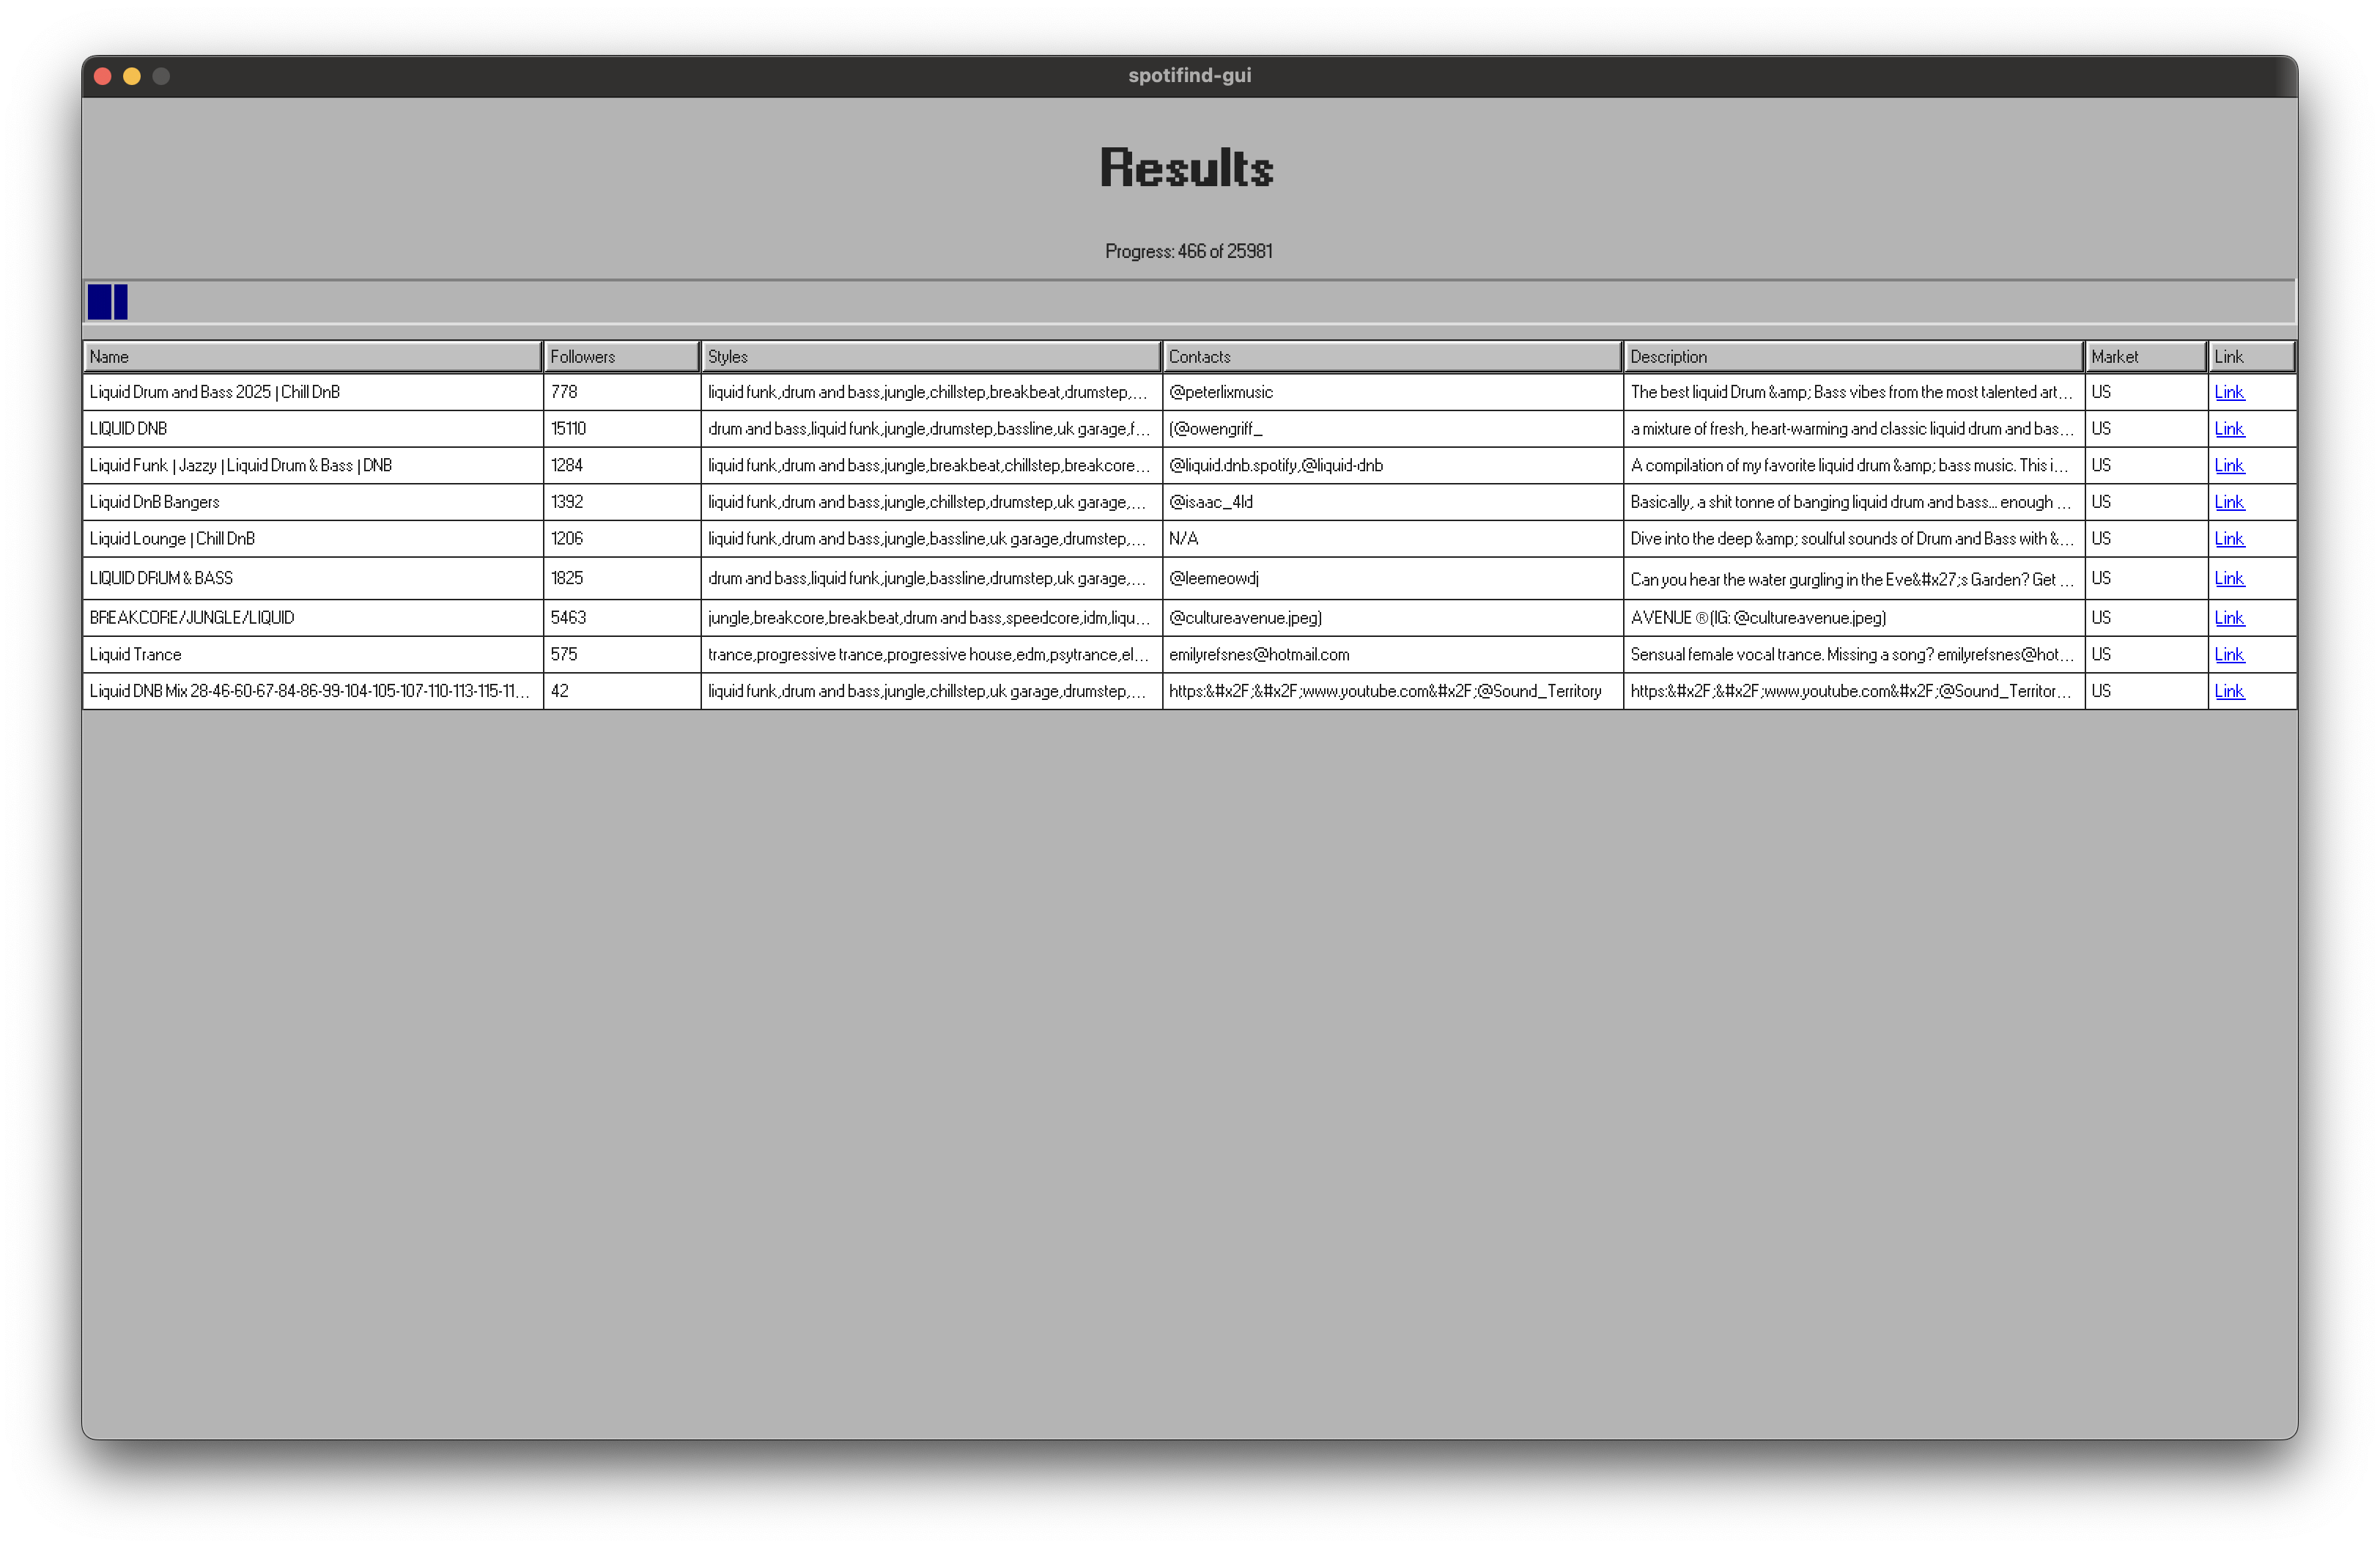 spotifind-gui
Results
Progress: 466 of 25981
Name Followers Styles Contacts Description Market Link
Liquid Drum and Bass 2025 | Chill DnB 778 liquid funk,drum and bass,jungle,chillstep,breakbeat,drumstep,... @peterlixmusic The best liquid Drum &amp; Bass vibes from the most talented art... US Link
LIQUID DNB 15110 drum and bass,liquid funk,jungle,drumstep,bassline,uk garage,f... (@owengriff_ a mixture of fresh, heart-warming and classic liquid drum and bas... US Link
Liquid Funk | Jazzy | Liquid Drum & Bass | DNB 1284 liquid funk,drum and bass,jungle,breakbeat,chillstep,breakcore... @liquid.dnb.spotify,@liquid-dnb A compilation of my favorite liquid drum &amp; bass music. This i... US Link
Liquid DnB Bangers 1392 liquid funk,drum and bass,jungle,chillstep,drumstep,uk garage,... @isaac_4ld Basically, a shit tonne of banging liquid drum and bass... enough ... US Link
Liquid Lounge | Chill DnB 1206 liquid funk,drum and bass,jungle,bassline,uk garage,drumstep,... N/A Dive into the deep &amp; soulful sounds of Drum and Bass with &... US Link
LIQUID DRUM & BASS 1825 drum and bass,liquid funk,jungle,bassline,drumstep,uk garage,... @leemeowdj Can you hear the water gurgling in the Eve&#x27;s Garden? Get ... US Link
BREAKCORE/JUNGLE/LIQUID 5463 jungle,breakcore,breakbeat,drum and bass,speedcore,idm,liqu... @cultureavenue.jpeg) AVENUE ®(IG: @cultureavenue.jpeg) US Link
Liquid Trance 575 trance,progressive trance,progressive house,edm,psytrance,el... emilyrefsnes@hotmail.com Sensual female vocal trance. Missing a song? emilyrefsnes@hot... US Link
Liquid DNB Mix 28-46-60-67-84-86-99-104-105-107-110-113-115-11... 42 liquid funk,drum and bass,jungle,chillstep,uk garage,drumstep,... https:&#x2F;&#x2F;www.youtube.com&#x2F;@Sound_Territory https:&#x2F;&#x2F;www.youtube.com&#x2F;@Sound_Territor... US Link